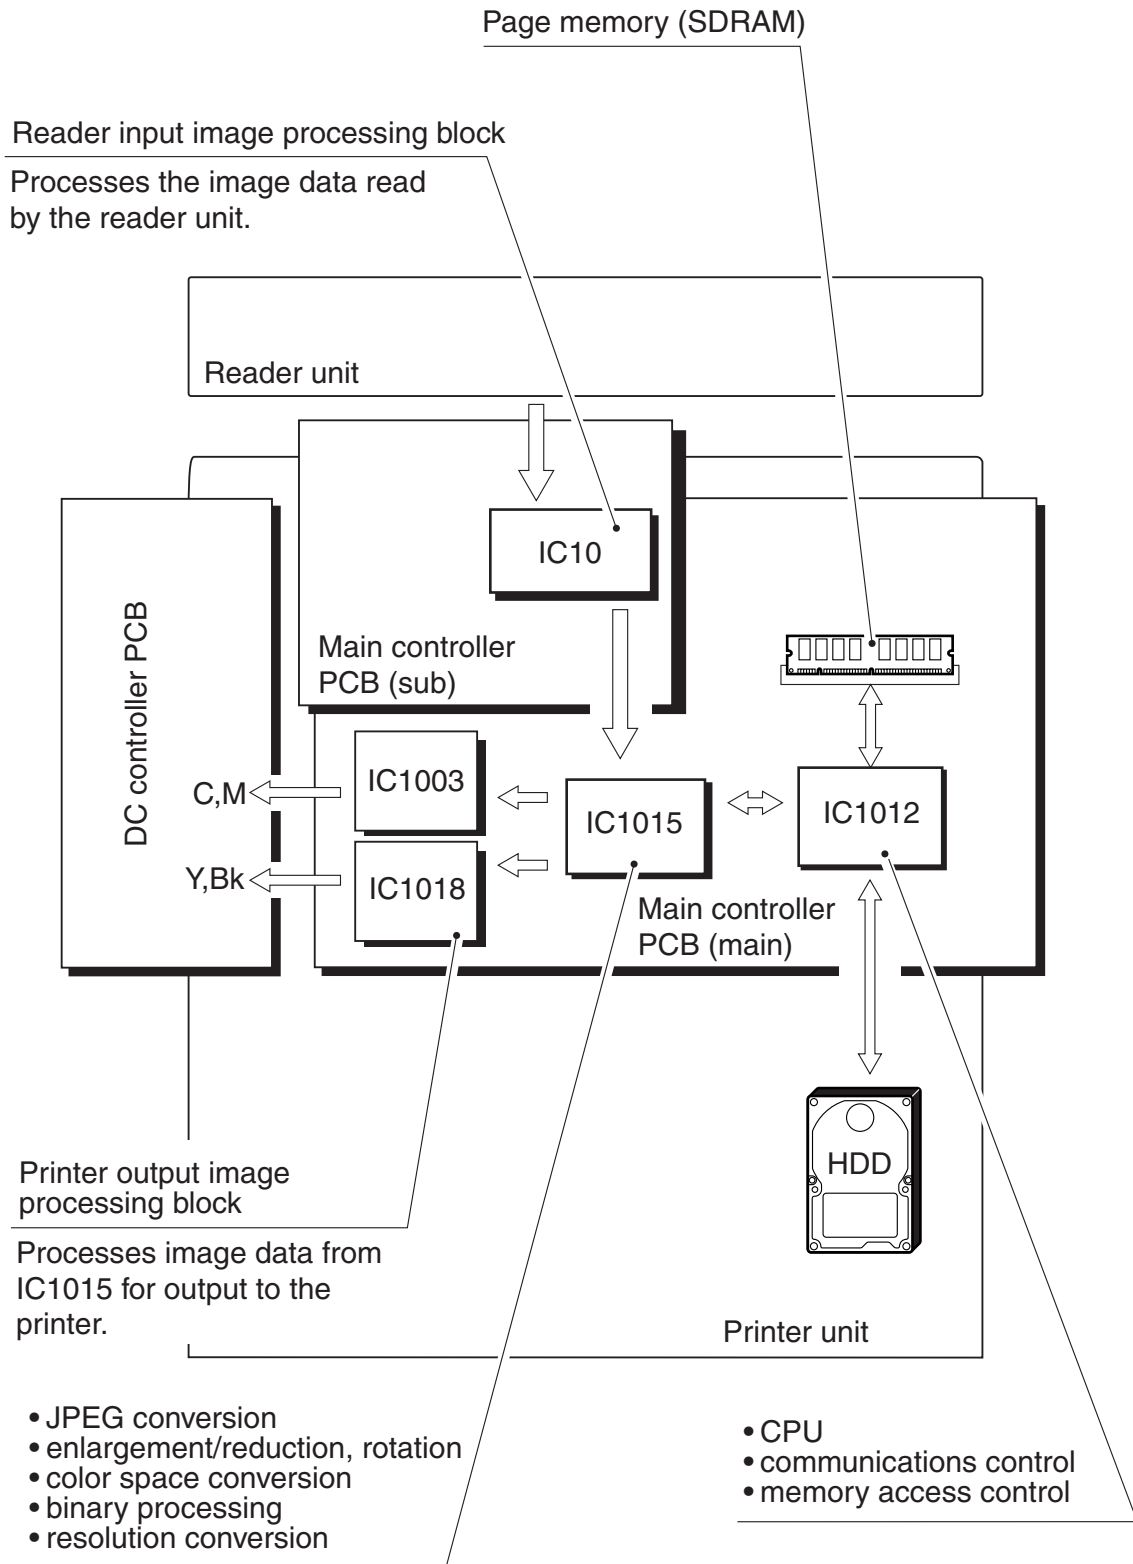 Page memory (SDRAM)
Reader input image processing block
Processes the image data read
by the reader unit.
Reader unit
IC10
Main controller
PCB (sub)
DC controller PCB
C,M
IC1003
IC1015
IC1012
Y,Bk
IC1018
Main controller
PCB (main)
HDD
Printer output image
processing block
Processes image data from
IC1015 for output to the
printer.
Printer unit
• JPEG conversion
• enlargement/reduction, rotation
• color space conversion
• binary processing
• resolution conversion
• CPU
• communications control
• memory access control